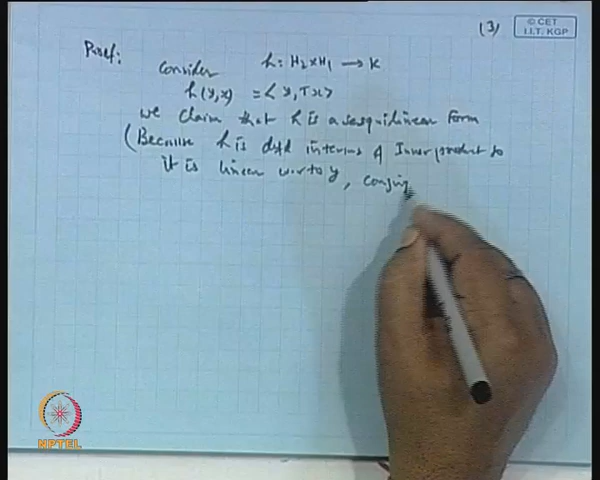 (3)
© CET
I.I.T. KGP
Proof:
Consider h: H2 x H1 → K
h(y,x) = < y, Tx >
we claim that h is a sesquilinear form
(Because h is dfd interms of Inner product so
it is linear w.r.to y, conjug
NPTEL